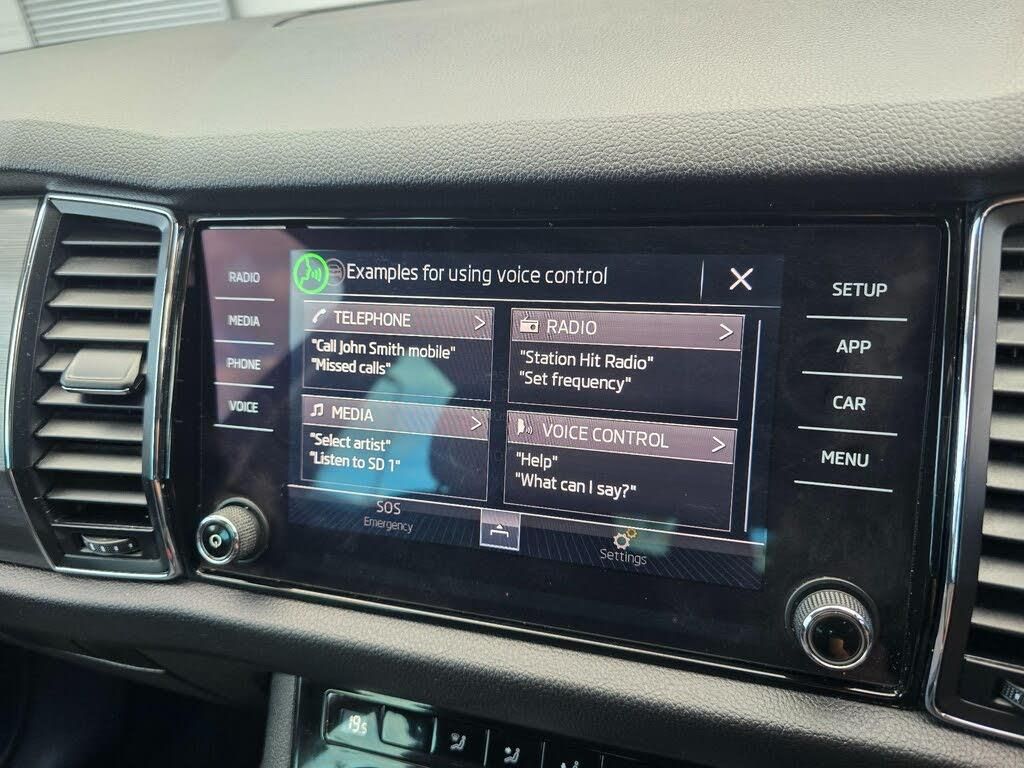 RADIO
MEDIA
PHONE
VOICE
Examples for using voice control
TELEPHONE
"Call John Smith mobile"
"Missed calls"
RADIO
"Station Hit Radio"
"Set frequency"
MEDIA
"Select artist"
"Listen to SD 1"
VOICE CONTROL
"Help"
"What can I say?"
SOS
Emergency
Settings
SETUP
APP
CAR
MENU
19.5